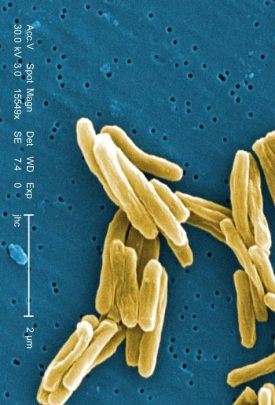 Acc.V Spot Magn Det WD Exp
30.0 kV 3.0 15549x SE 7.4 0 jhc
2 µm